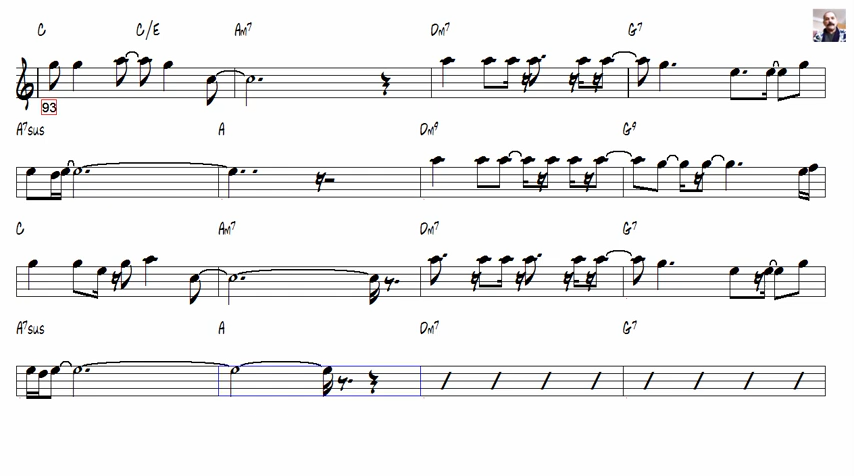 C C/E Am7 Dm7 G7
93
A7sus A Dm9 G9
C Am7 Dm7 G7
A7sus A Dm7 G7